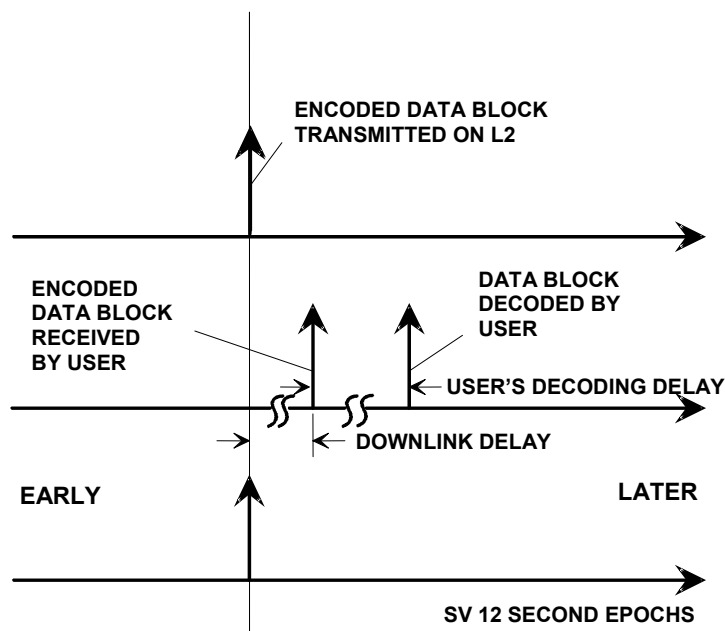 ENCODED DATA BLOCK
TRANSMITTED ON L2
ENCODED
DATA BLOCK
RECEIVED
BY USER
DATA BLOCK
DECODED BY
USER
USER'S DECODING DELAY
DOWNLINK DELAY
EARLY
LATER
SV 12 SECOND EPOCHS